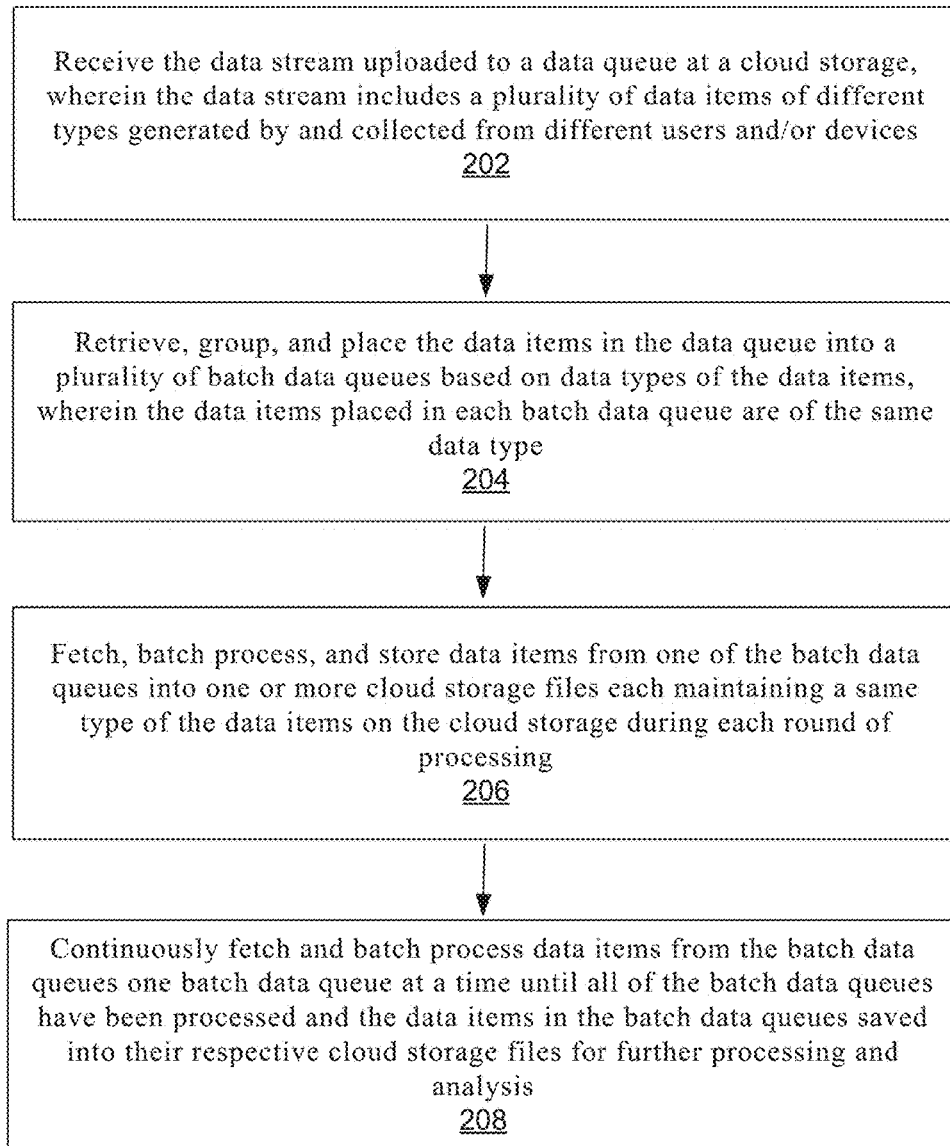 Receive the data stream uploaded to a data queue at a cloud storage,
wherein the data stream includes a plurality of data items of different
types generated by and collected from different users and/or devices
202
Retrieve, group, and place the data items in the data queue into a
plurality of batch data queues based on data types of the data items,
wherein the data items placed in each batch data queue are of the same
data type
204
Fetch, batch process, and store data items from one of the batch data
queues into one or more cloud storage files each maintaining a same
type of the data items on the cloud storage during each round of
processing
206
Continuously fetch and batch process data items from the batch data
queues one batch data queue at a time until all of the batch data queues
have been processed and the data items in the batch data queues saved
into their respective cloud storage files for further processing and
analysis
208